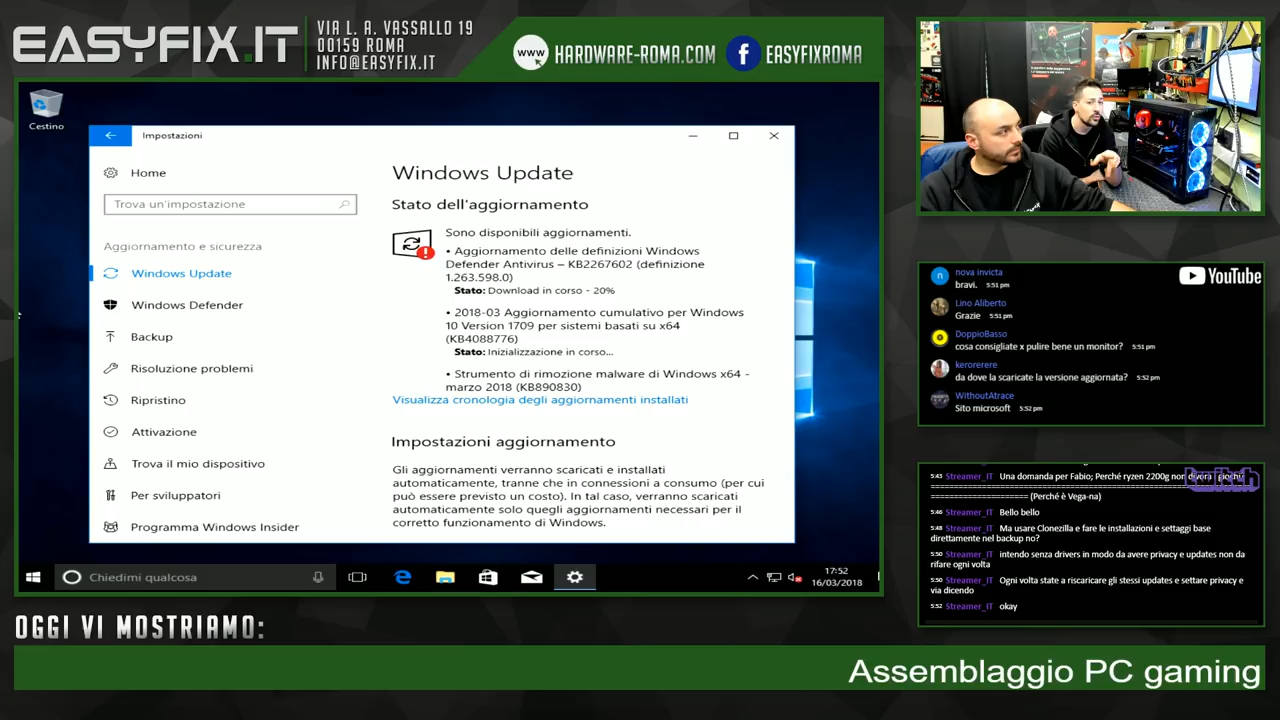 EASYFIX.IT
VIA L. A. VASSALLO 19
00159 ROMA
INFO@EASYFIX.IT
WWW
HARDWARE-ROMA.COM
f
EASYFIXROMA
Cestino
Impostazioni
Home
Trova un'impostazione
Aggiornamento e sicurezza
Windows Update
Windows Defender
Backup
Risoluzione problemi
Ripristino
Attivazione
Trova il mio dispositivo
Per sviluppatori
Programma Windows Insider
Windows Update
Stato dell'aggiornamento
Sono disponibili aggiornamenti.
• Aggiornamento delle definizioni Windows
Defender Antivirus – KB2267602 (definizione
1.263.598.0)
Stato: Download in corso - 20%
• 2018-03 Aggiornamento cumulativo per Windows
10 Version 1709 per sistemi basati su x64
(KB4088776)
Stato: Inizializzazione in corso...
• Strumento di rimozione malware di Windows x64 -
marzo 2018 (KB890830)
Visualizza cronologia degli aggiornamenti installati
Impostazioni aggiornamento
Gli aggiornamenti verranno scaricati e installati
automaticamente, tranne che in connessioni a consumo (per cui
può essere previsto un costo). In tal caso, verranno scaricati
automaticamente solo quegli aggiornamenti necessari per il
corretto funzionamento di Windows.
Chiedimi qualcosa
17:52
16/03/2018
YouTube
n
nova invicta
bravi. 5:51 pm
Lino Aliberto
Grazie 5:51 pm
DoppioBasso
cosa consigliate x pulire bene un monitor? 5:51 pm
kerorerere
da dove la scaricate la versione aggiornata? 5:52 pm
WithoutAtrace
Sito microsoft 5:52 pm
twitch
5:43 Streamer_IT Una domanda per Fabio; Perché ryzen 2200g non divora i giochi?
(Perché è Vega-na)
5:46 Streamer_IT Bello bello
5:48 Streamer_IT Ma usare Clonezilla e fare le installazioni e settaggi base
direttamente nel backup no?
5:50 Streamer_IT intendo senza drivers in modo da avere privacy e updates non da
rifare ogni volta
5:50 Streamer_IT Ogni volta state a riscaricare gli stessi updates e settare privacy e
via dicendo
5:52 Streamer_IT okay
OGGI VI MOSTRIAMO:
Assemblaggio PC gaming